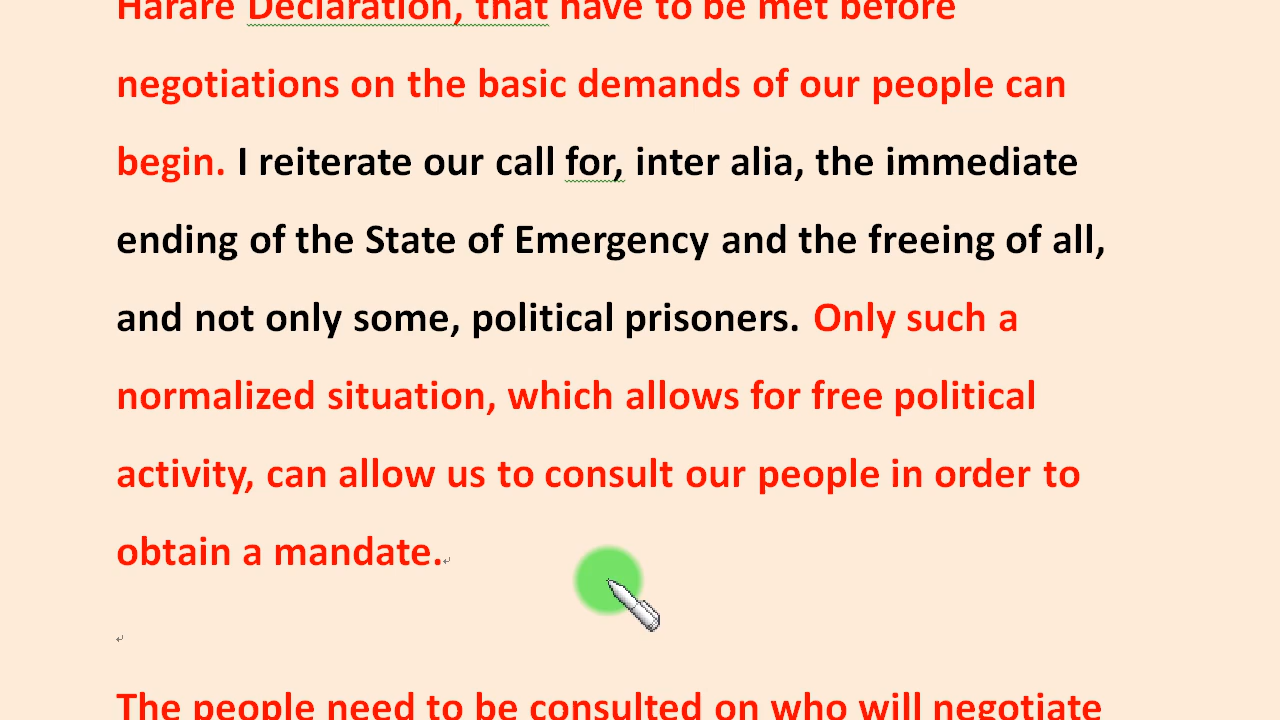 Harare Declaration, that have to be met before
negotiations on the basic demands of our people can
begin. I reiterate our call for, inter alia, the immediate
ending of the State of Emergency and the freeing of all,
and not only some, political prisoners. Only such a
normalized situation, which allows for free political
activity, can allow us to consult our people in order to
obtain a mandate.
The people need to be consulted on who will negotiate